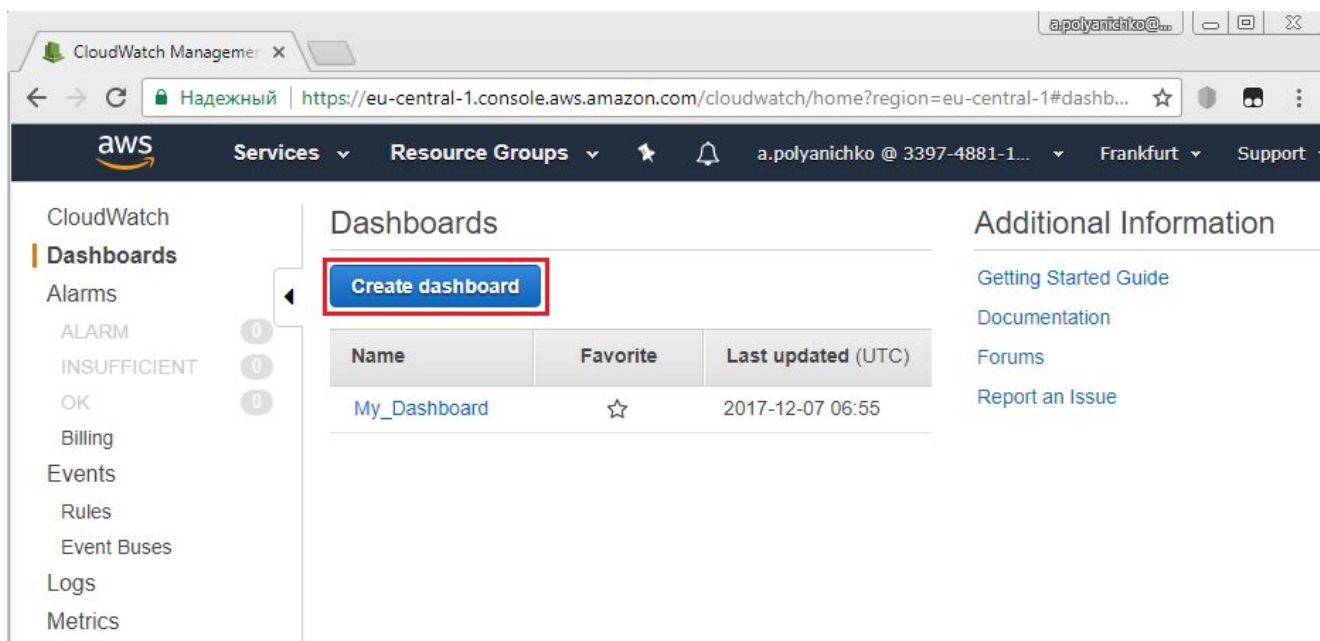 a.polyanichko@...
CloudWatch Managemen
Надежный https://eu-central-1.console.aws.amazon.com/cloudwatch/home?region=eu-central-1#dashb...
aws Services Resource Groups a.polyanichko @ 3397-4881-1... Frankfurt Support
CloudWatch
Dashboards
Alarms
ALARM 0
INSUFFICIENT 0
OK 0
Billing
Events
Rules
Event Buses
Logs
Metrics
Dashboards
Create dashboard
Name Favorite Last updated (UTC)
My_Dashboard 2017-12-07 06:55
Additional Information
Getting Started Guide
Documentation
Forums
Report an Issue